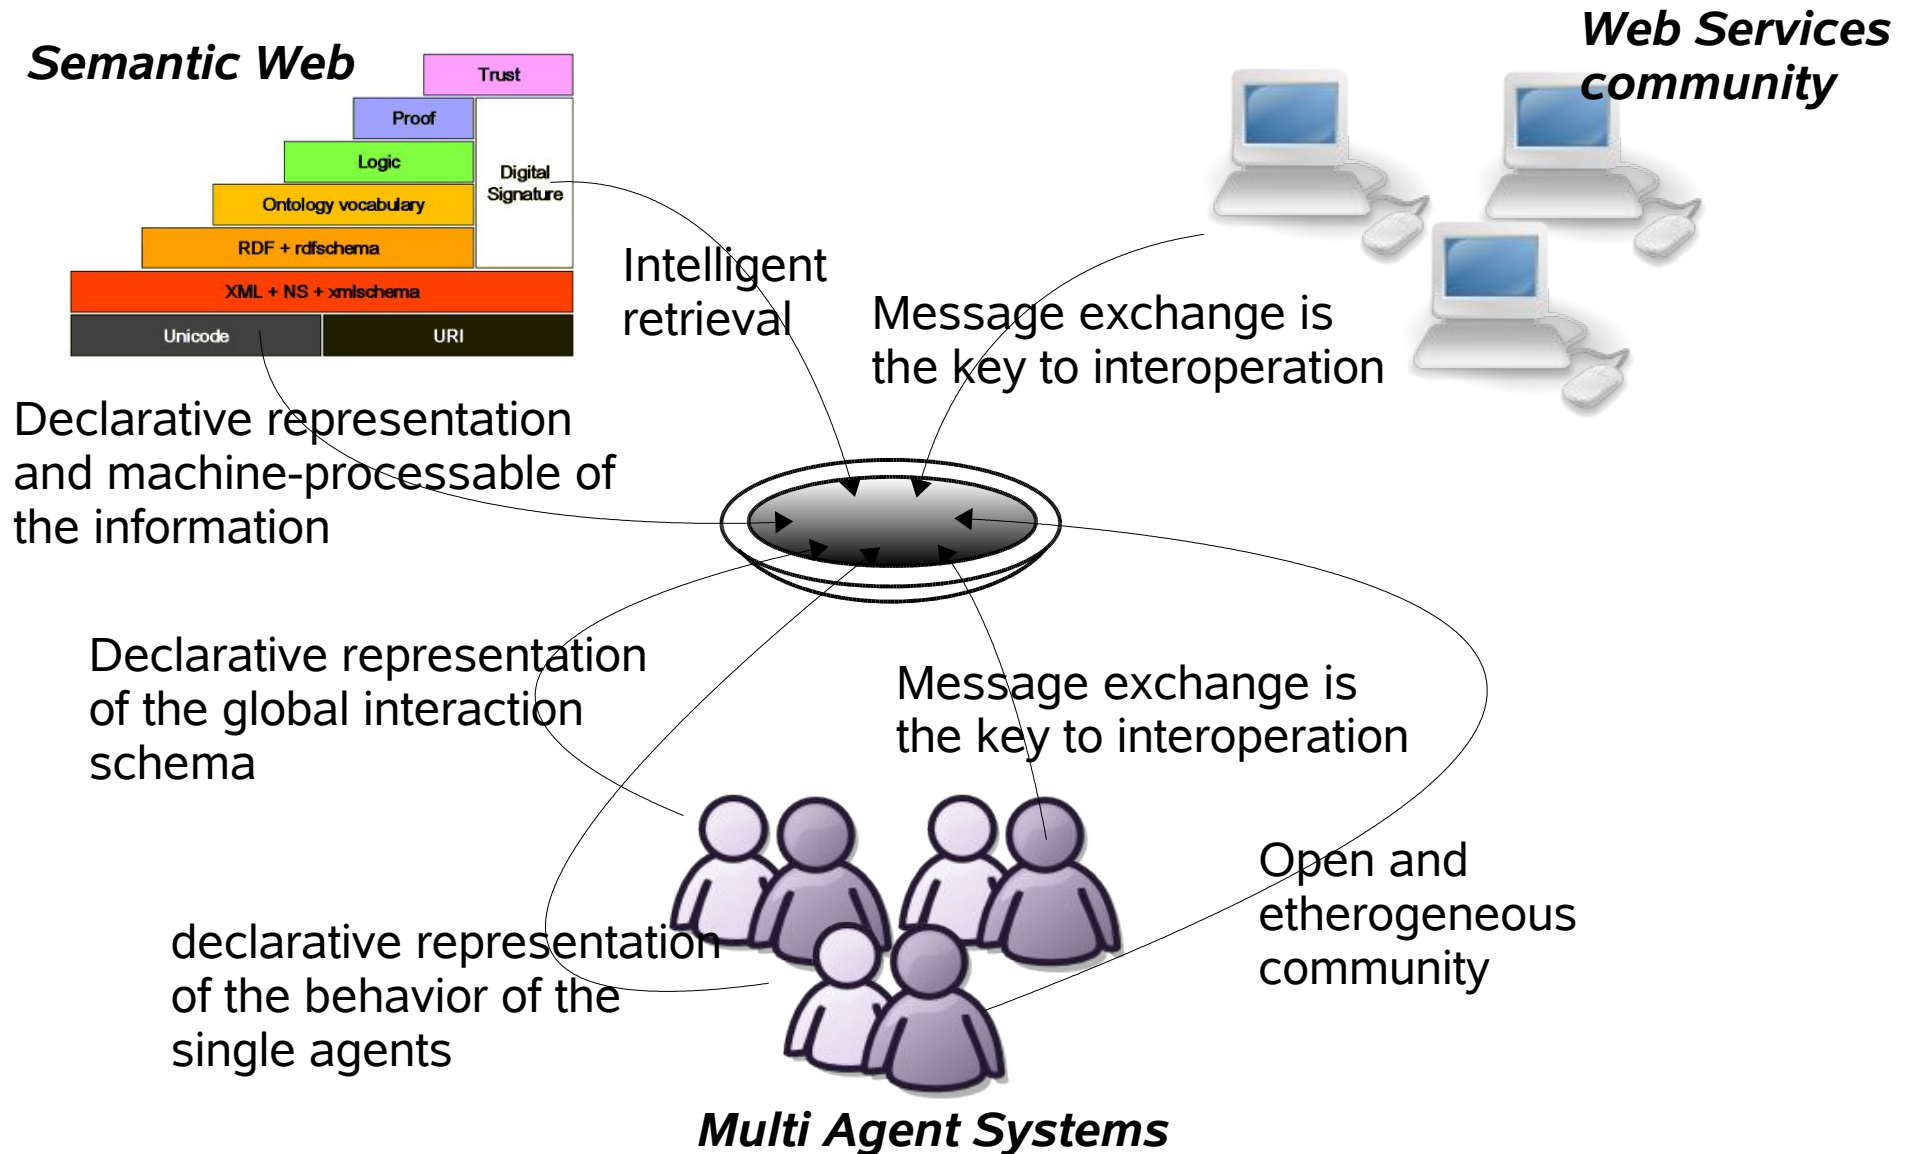 Semantic Web
Trust
Proof
Logic
Digital
Signature
Ontology vocabulary
RDF + rdfschema
XML + NS + xmlschema
Unicode
URI
Web Services
community
Intelligent
retrieval
Message exchange is
the key to interoperation
Declarative representation
and machine-processable of
the information
Declarative representation
of the global interaction
schema
Message exchange is
the key to interoperation
Open and
etherogeneous
community
declarative representation
of the behavior of the
single agents
Multi Agent Systems